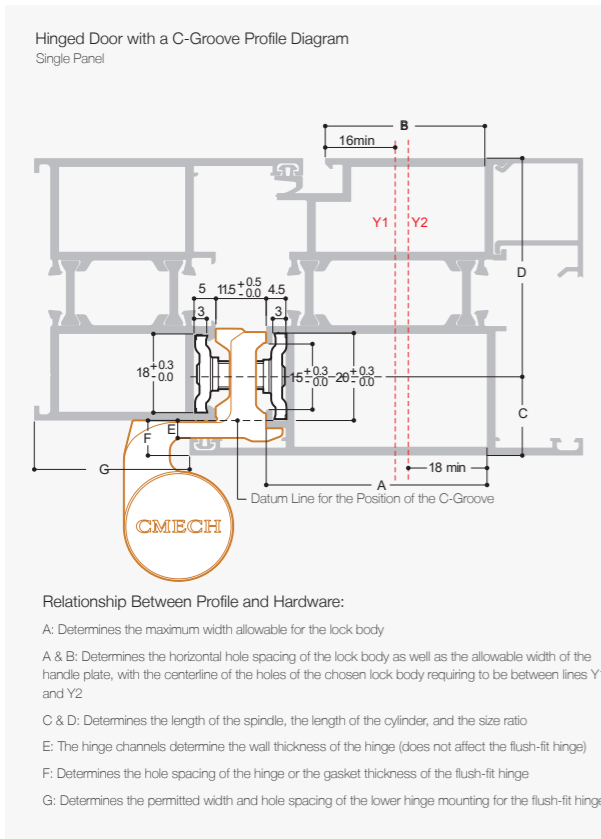 Hinged Door with a C-Groove Profile Diagram
Single Panel
B
16min
Y1 Y2
D
5 11.5 +0.5 -0.0 4.5
3 3
18 +0.3 -0.0 15 +0.3 -0.0 20 +0.3 -0.0
C
E
F
G
18 min
A
Datum Line for the Position of the C-Groove
CMECH
Relationship Between Profile and Hardware:
A: Determines the maximum width allowable for the lock body
A & B: Determines the horizontal hole spacing of the lock body as well as the allowable width of the
handle plate, with the centerline of the holes of the chosen lock body requiring to be between lines Y
and Y2
C & D: Determines the length of the spindle, the length of the cylinder, and the size ratio
E: The hinge channels determine the wall thickness of the hinge (does not affect the flush-fit hinge)
F: Determines the hole spacing of the hinge or the gasket thickness of the flush-fit hinge
G: Determines the permitted width and hole spacing of the lower hinge mounting for the flush-fit hinge